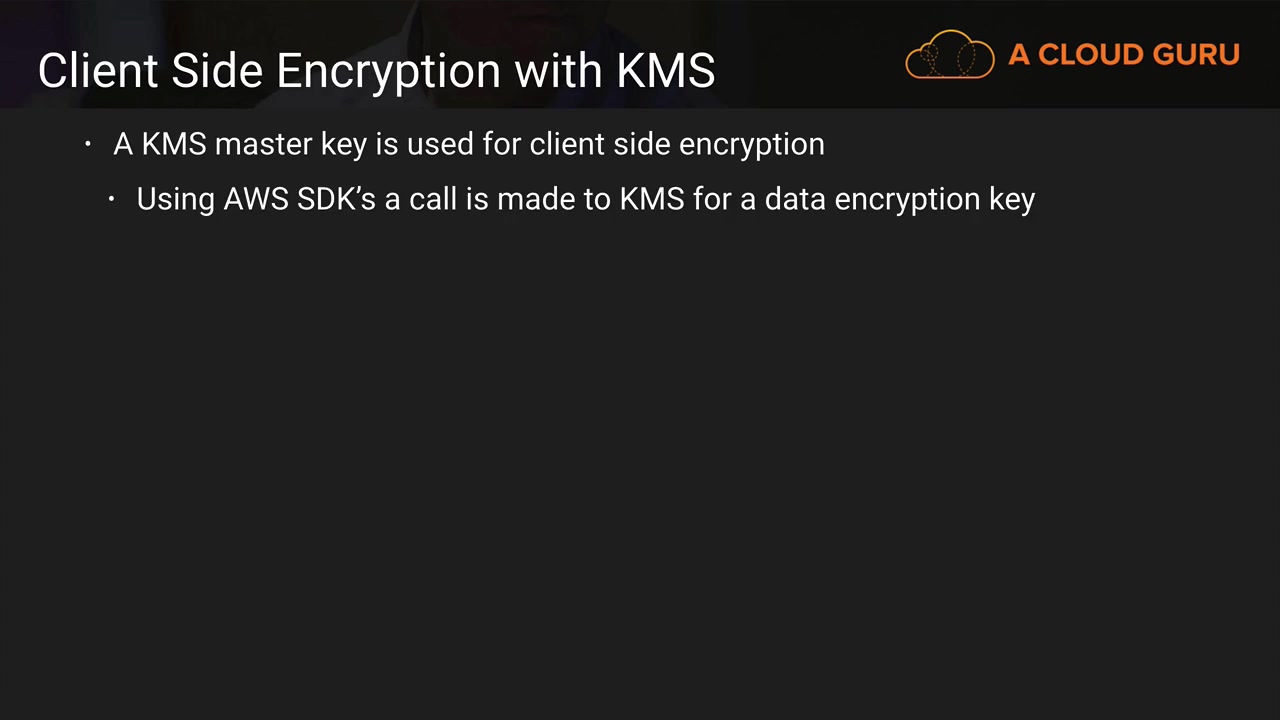 Client Side Encryption with KMS
A CLOUD GURU
· A KMS master key is used for client side encryption
· Using AWS SDK’s a call is made to KMS for a data encryption key